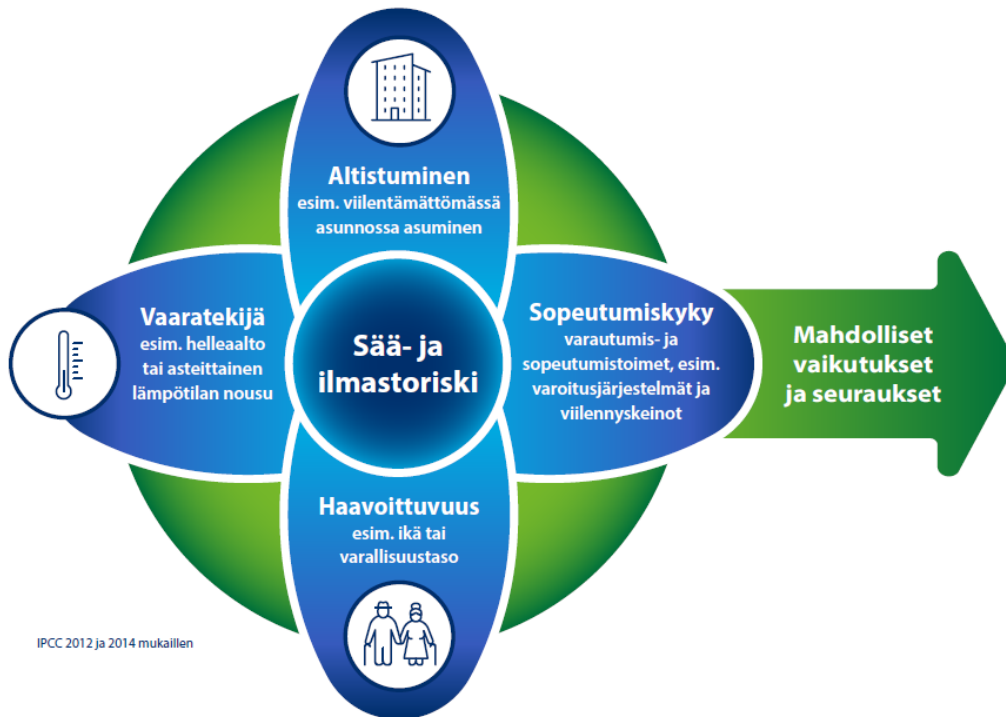 Altistuminen
esim. viilentämättömässä
asunnossa asuminen
Vaaratekijä
esim. helleaalto
tai asteittainen
lämpötilan nousu
Sää- ja
ilmastoriski
Sopeutumiskyky
varautumis- ja
sopeutumistoimet, esim.
varoitusjärjestelmät ja
viilennyskeinot
Mahdolliset
vaikutukset
ja seuraukset
Haavoittuvuus
esim. ikä tai
varallisuustaso
IPCC 2012 ja 2014 mukaillen